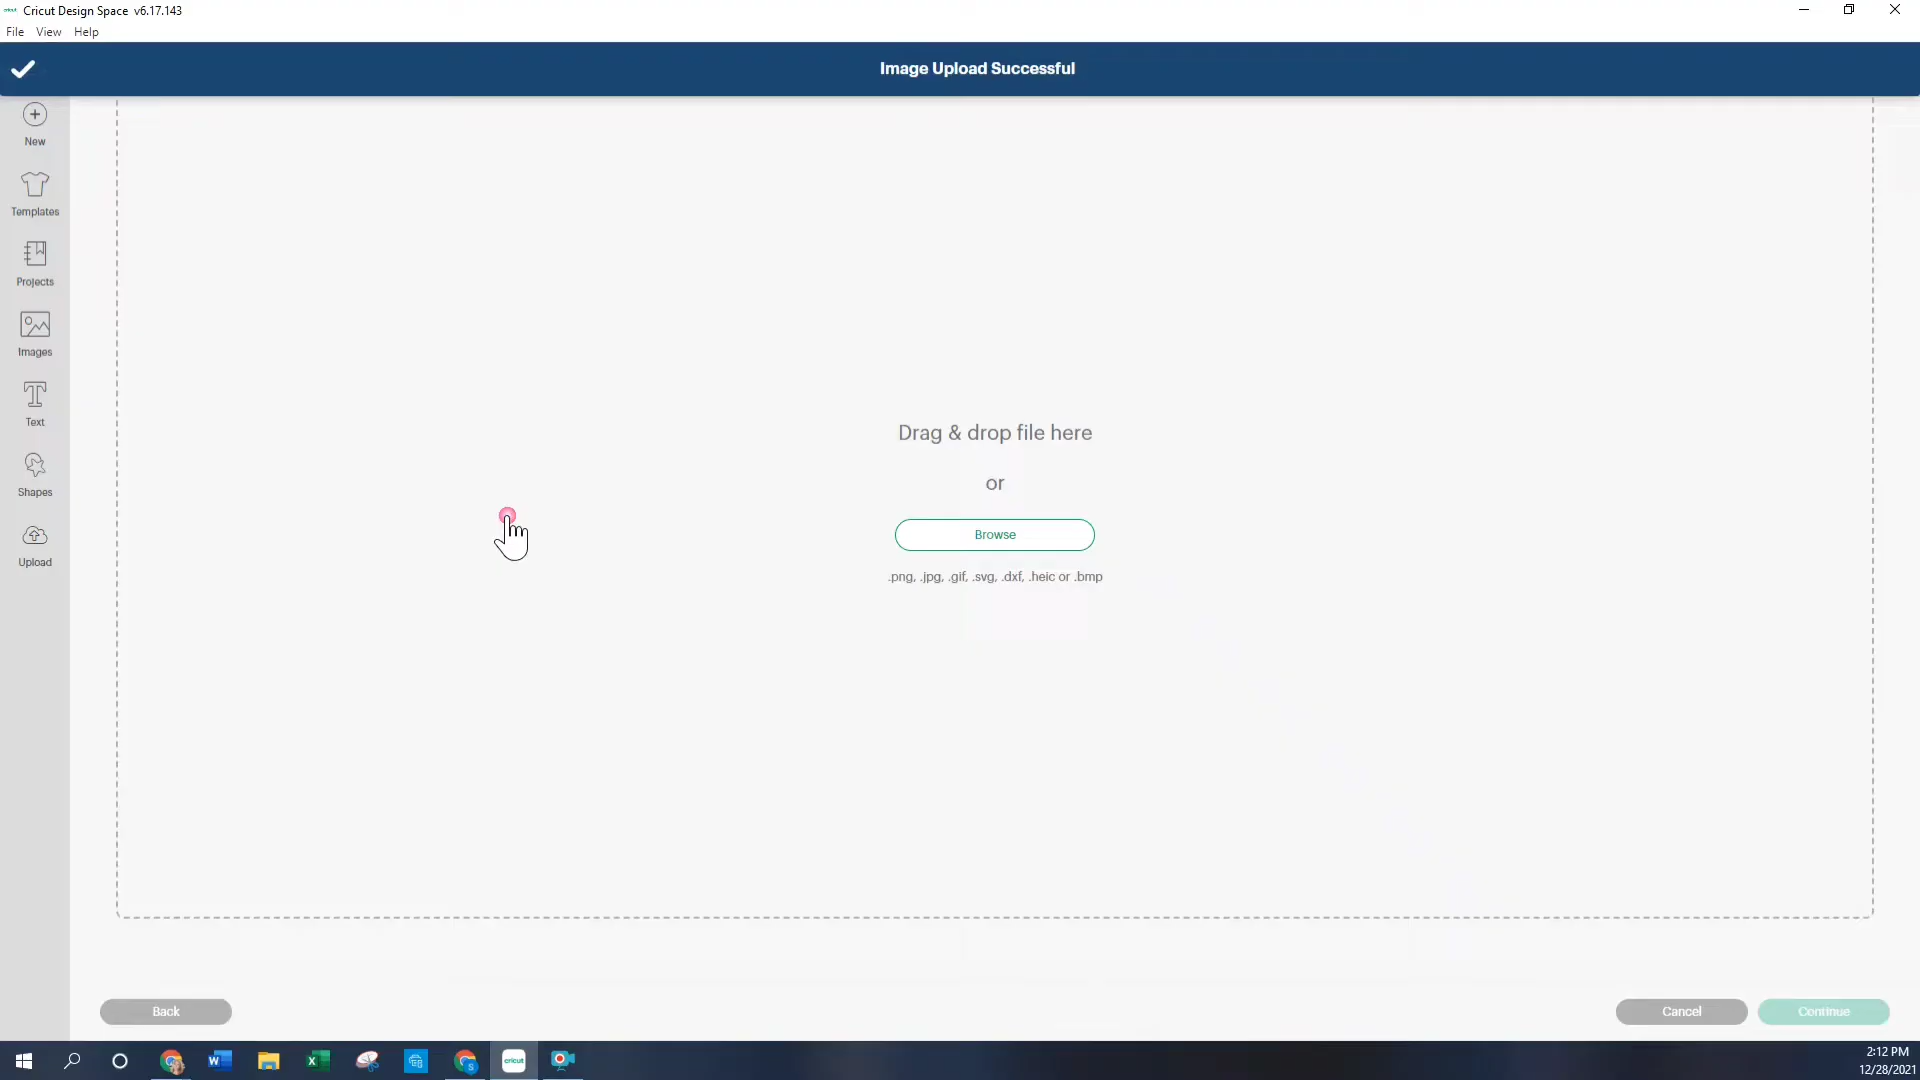 Cricut Design Space v6.17.143
File View Help
Image Upload Successful
New
Templates
Projects
Images
Text
Shapes
Upload
Drag & drop file here
or
Browse
.png, .jpg, .gif, .svg, .dxf, .heic or .bmp
Back
Cancel
Continue
2:12 PM
12/28/2021